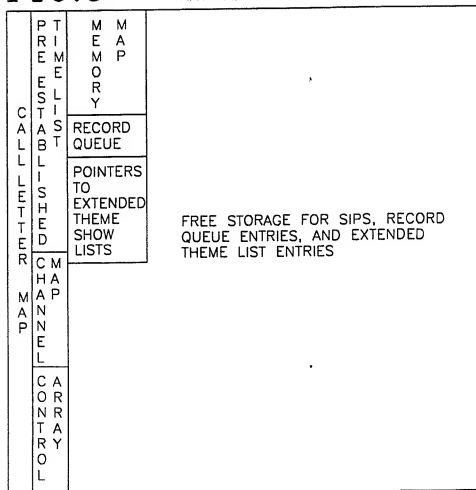 CALL LETTER MAP
PRE ESTABLISHED
TIME LIST
CHANNEL
MAP
CONTROL
ARRAY
MEMORY
MAP
RECORD
QUEUE
POINTERS
TO
EXTENDED
THEME
SHOW
LISTS
FREE STORAGE FOR SIPS, RECORD
QUEUE ENTRIES, AND EXTENDED
THEME LIST ENTRIES